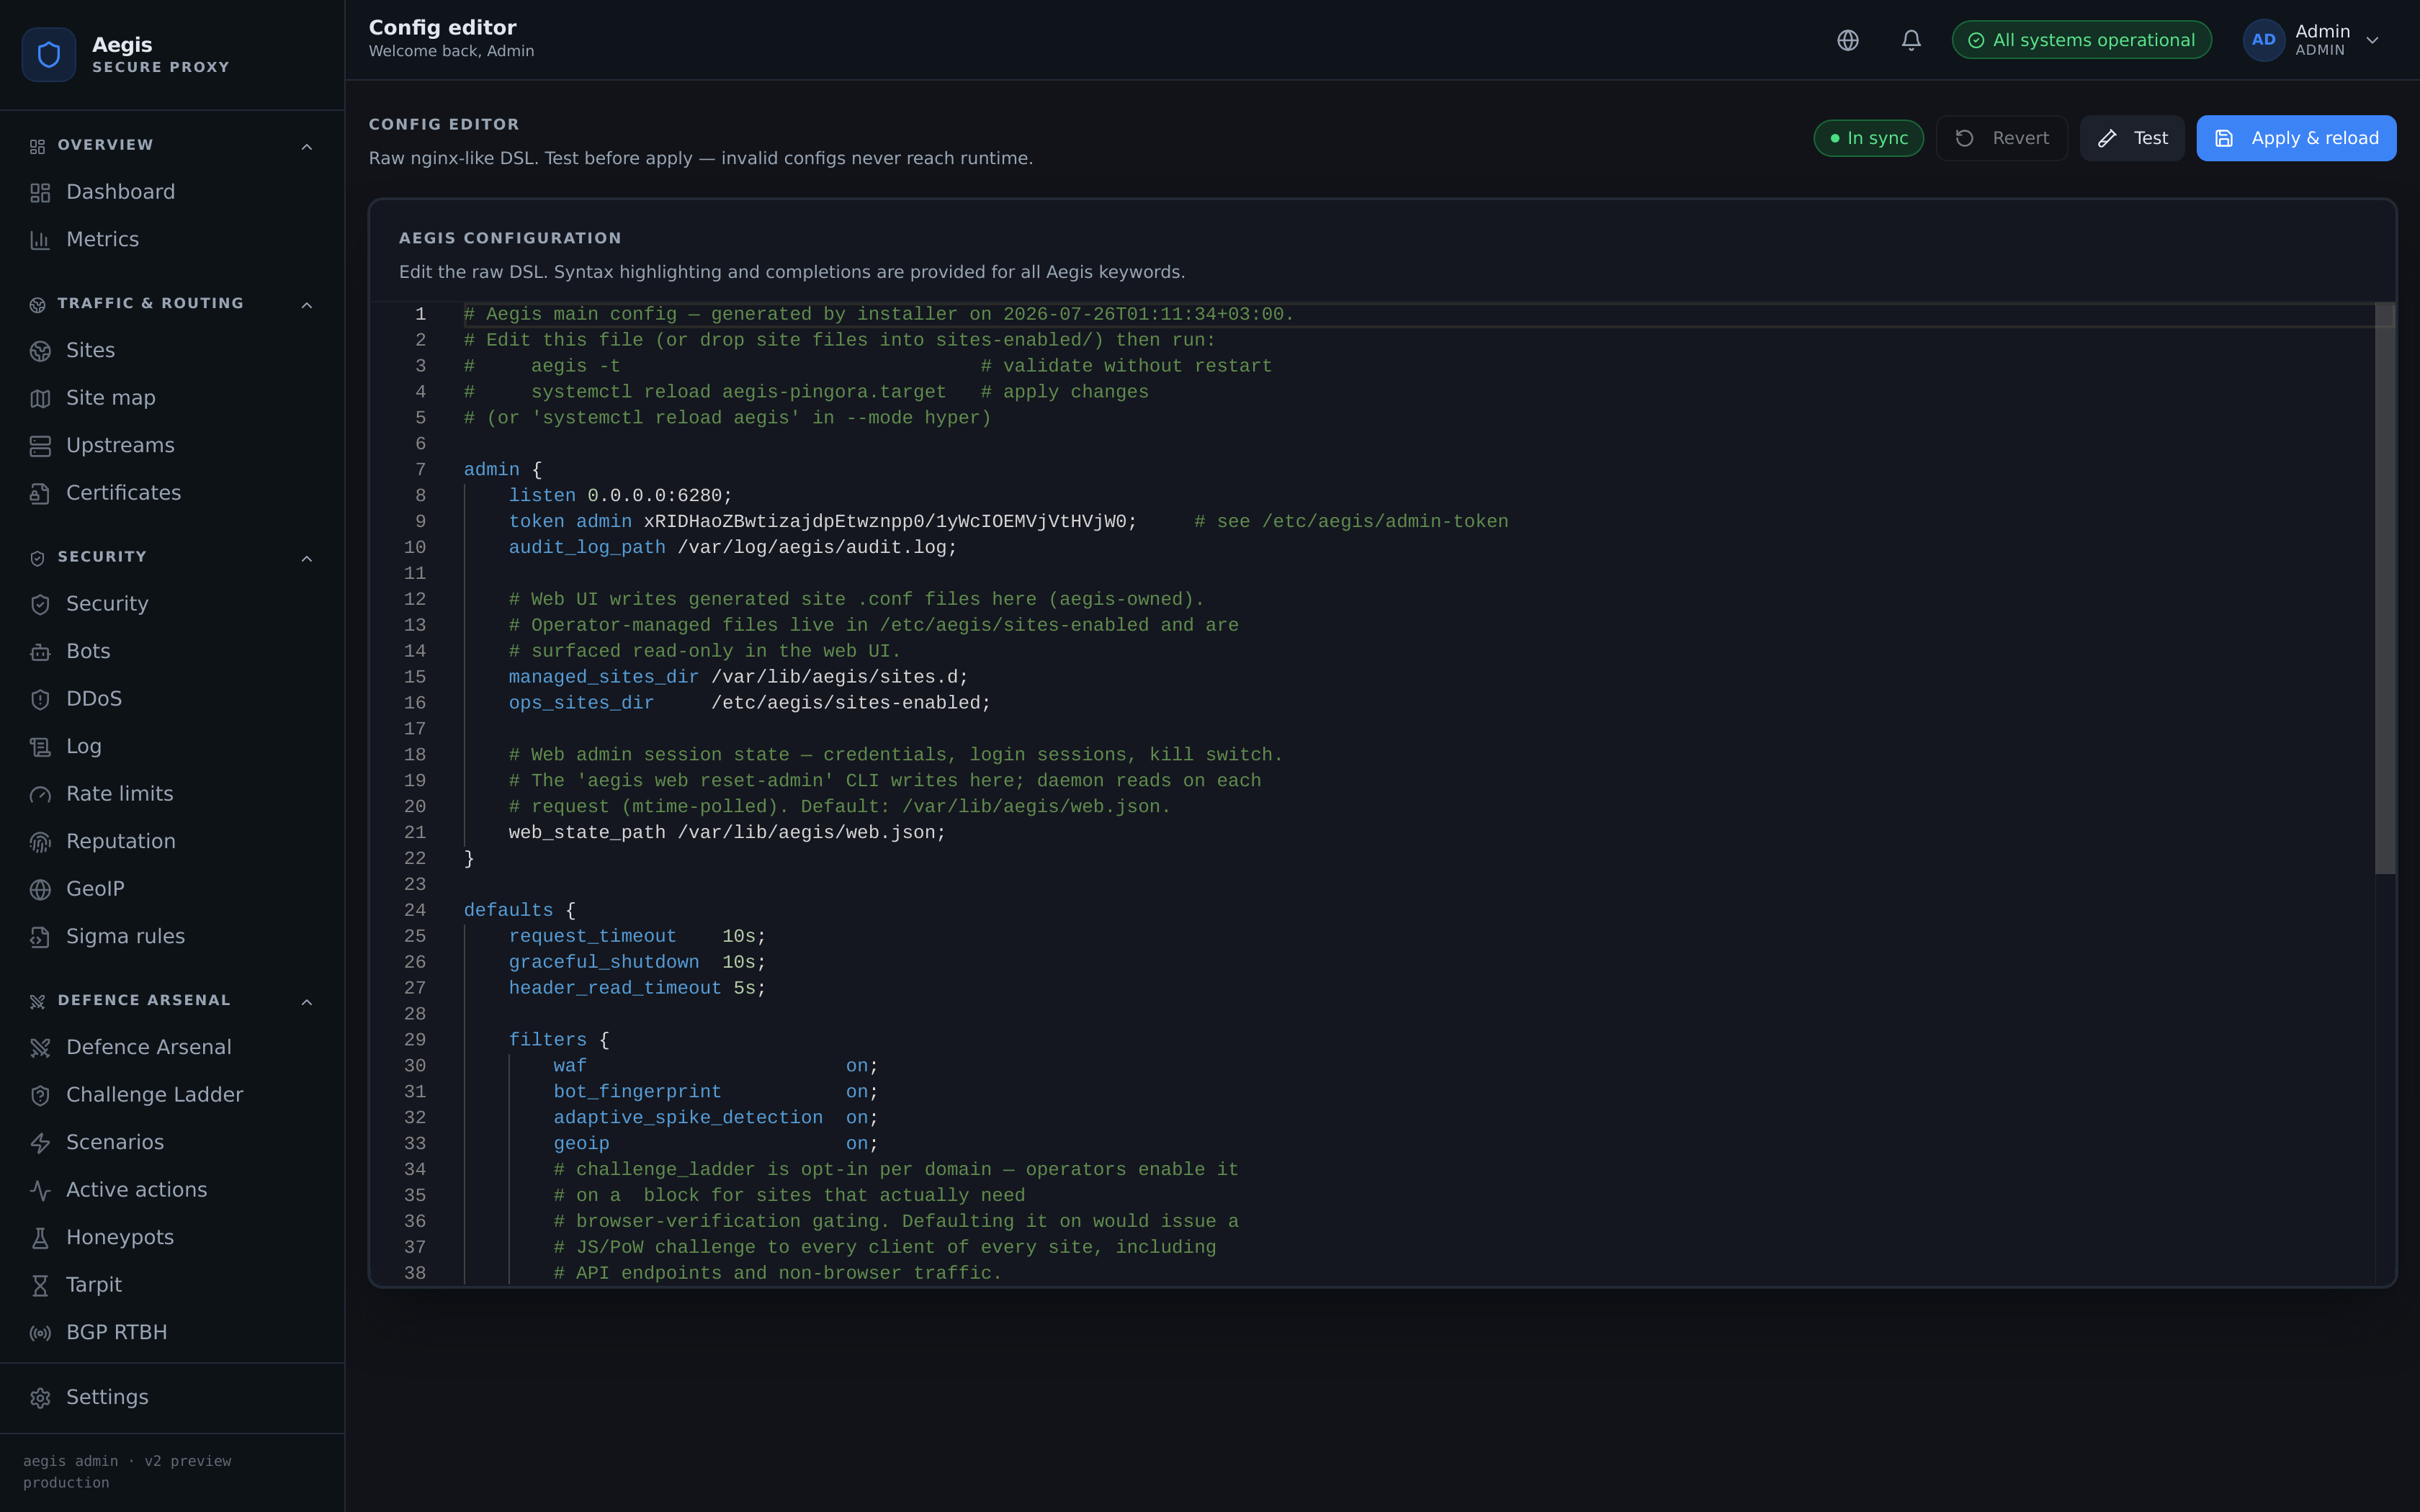 Aegis
SECURE PROXY
OVERVIEW
Dashboard
Metrics
TRAFFIC & ROUTING
Sites
Site map
Upstreams
Certificates
SECURITY
Security
Bots
DDoS
Log
Rate limits
Reputation
GeoIP
Sigma rules
DEFENCE ARSENAL
Defence Arsenal
Challenge Ladder
Scenarios
Active actions
Honeypots
Tarpit
BGP RTBH
Settings
aegis admin · v2 preview
production
Config editor
Welcome back, Admin
All systems operational
AD
Admin
ADMIN
CONFIG EDITOR
Raw nginx-like DSL. Test before apply — invalid configs never reach runtime.
In sync
Revert
Test
Apply & reload
AEGIS CONFIGURATION
Edit the raw DSL. Syntax highlighting and completions are provided for all Aegis keywords.
1 # Aegis main config — generated by installer on 2026-07-26T01:11:34+03:00.
2 # Edit this file (or drop site files into sites-enabled/) then run:
3 #     aegis -t                                # validate without restart
4 #     systemctl reload aegis-pingora.target   # apply changes
5 # (or 'systemctl reload aegis' in --mode hyper)
6
7 admin {
8     listen 0.0.0.0:6280;
9     token admin xRIDHaoZBwtizajdpEtwznpp0/1yWcIOEMVjVtHVjW0;     # see /etc/aegis/admin-token
10     audit_log_path /var/log/aegis/audit.log;
11
12     # Web UI writes generated site .conf files here (aegis-owned).
13     # Operator-managed files live in /etc/aegis/sites-enabled and are
14     # surfaced read-only in the web UI.
15     managed_sites_dir /var/lib/aegis/sites.d;
16     ops_sites_dir     /etc/aegis/sites-enabled;
17
18     # Web admin session state — credentials, login sessions, kill switch.
19     # The 'aegis web reset-admin' CLI writes here; daemon reads on each
20     # request (mtime-polled). Default: /var/lib/aegis/web.json.
21     web_state_path /var/lib/aegis/web.json;
22 }
23
24 defaults {
25     request_timeout    10s;
26     graceful_shutdown  10s;
27     header_read_timeout 5s;
28
29     filters {
30         waf                       on;
31         bot_fingerprint           on;
32         adaptive_spike_detection  on;
33         geoip                     on;
34         # challenge_ladder is opt-in per domain — operators enable it
35         # on a  block for sites that actually need
36         # browser-verification gating. Defaulting it on would issue a
37         # JS/PoW challenge to every client of every site, including
38         # API endpoints and non-browser traffic.